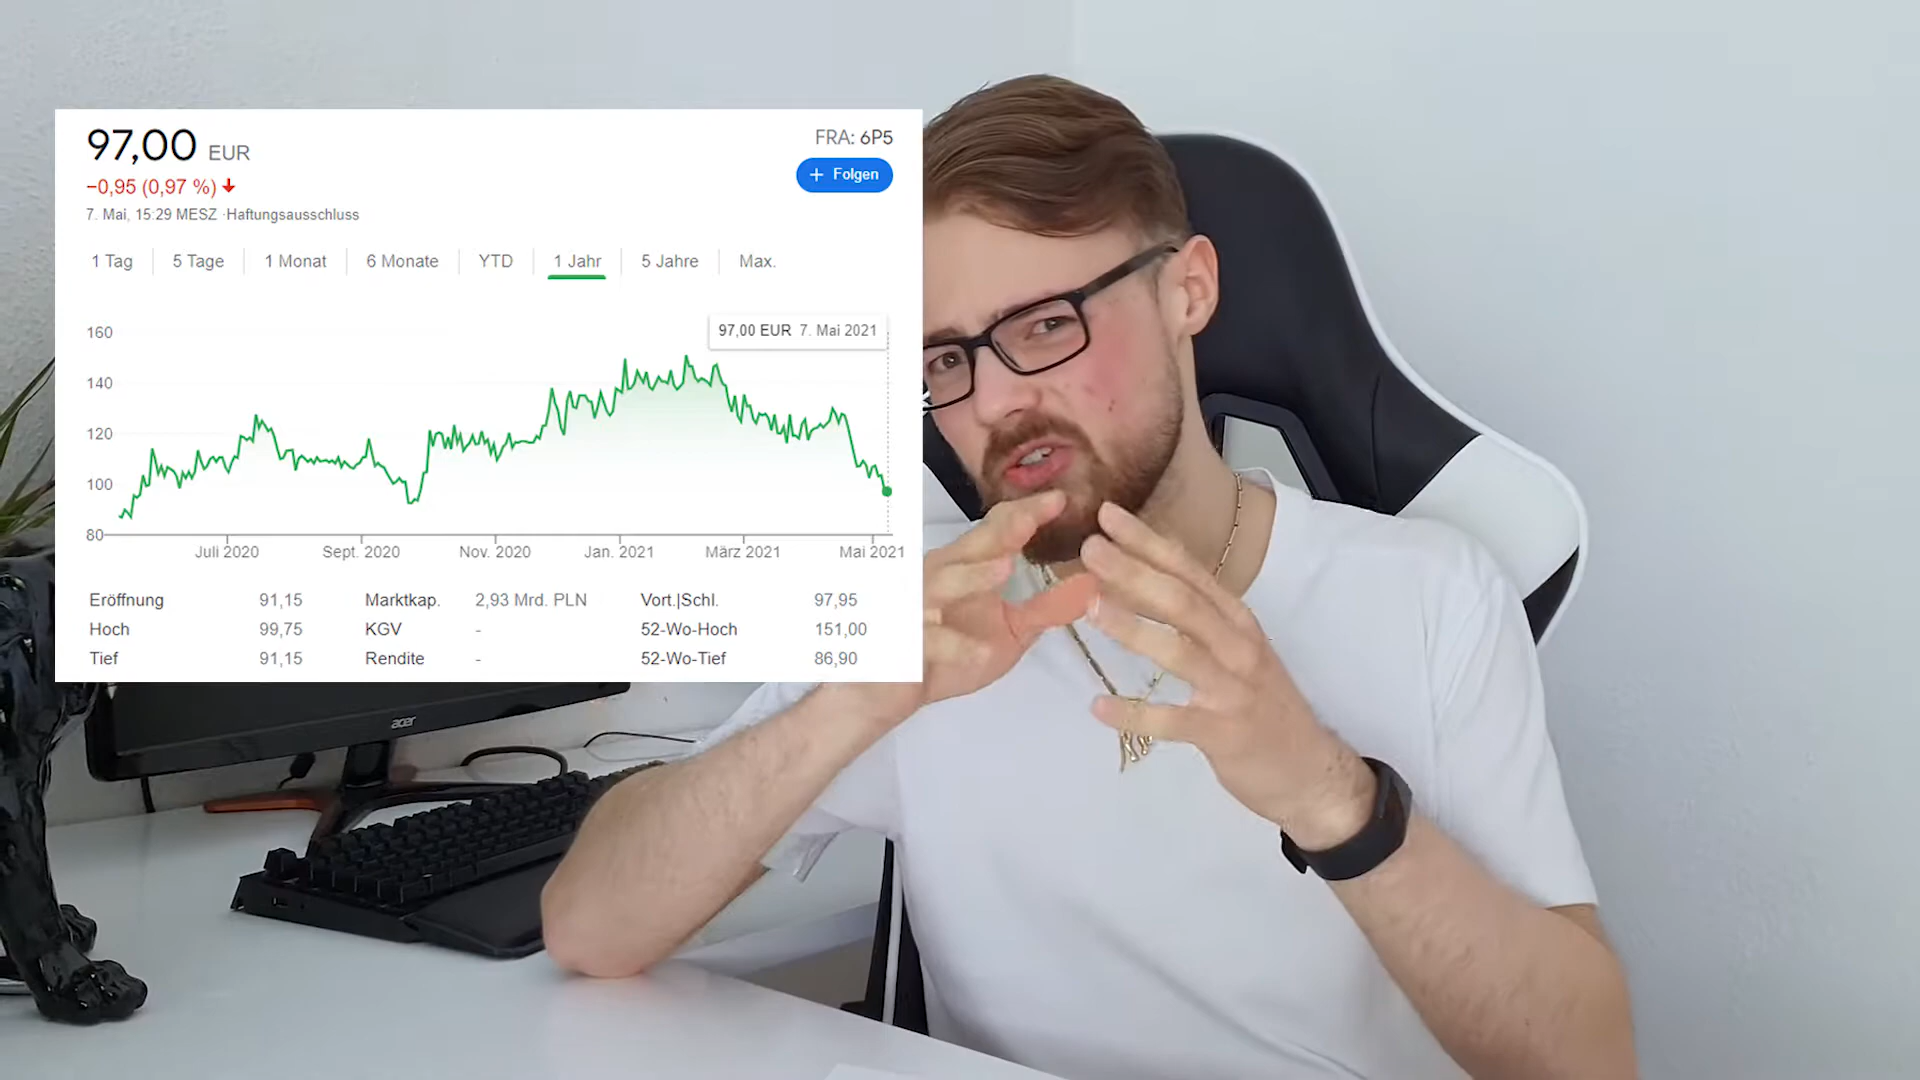 97,00 EUR
FRA: 6P5
+ Folgen
−0,95 (0,97 %)
7. Mai, 15:29 MESZ ·Haftungsausschluss
1 Tag 5 Tage 1 Monat 6 Monate YTD 1 Jahr 5 Jahre Max.
97,00 EUR 7. Mai 2021
160
140
120
100
80
Juli 2020 Sept. 2020 Nov. 2020 Jan. 2021 März 2021 Mai 2021
Eröffnung 91,15 Marktkap. 2,93 Mrd. PLN Vort.|Schl. 97,95
Hoch 99,75 KGV - 52-Wo-Hoch 151,00
Tief 91,15 Rendite - 52-Wo-Tief 86,90
acer